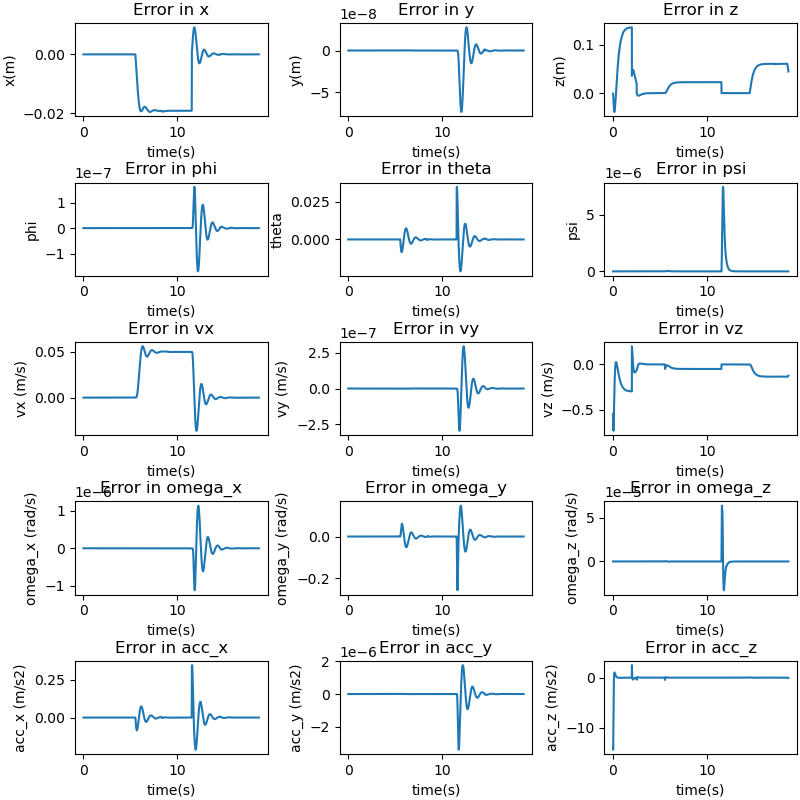 Error in x
0.00
−0.02
x(m)
0
10
time(s)
Error in y
1e−8
0
−5
y(m)
0
10
time(s)
Error in z
0.1
0.0
z(m)
0
10
time(s)
Error in phi
1e−7
1
0
−1
phi
0
10
time(s)
Error in theta
0.025
0.000
theta
0
10
time(s)
Error in psi
1e−6
5
0
psi
0
10
time(s)
Error in vx
0.05
0.00
vx (m/s)
0
10
time(s)
Error in vy
1e−7
2.5
0.0
−2.5
vy (m/s)
0
10
time(s)
Error in vz
0.0
−0.5
vz (m/s)
0
10
time(s)
Error in omega_x
1e−6
1
0
−1
omega_x (rad/s)
0
10
time(s)
Error in omega_y
0.0
−0.2
omega_y (rad/s)
0
10
time(s)
Error in omega_z
1e−5
5
0
omega_z (rad/s)
0
10
time(s)
Error in acc_x
0.25
0.00
acc_x (m/s2)
0
10
time(s)
Error in acc_y
1e−6
2
0
−2
acc_y (m/s2)
0
10
time(s)
Error in acc_z
0
−10
acc_z (m/s2)
0
10
time(s)